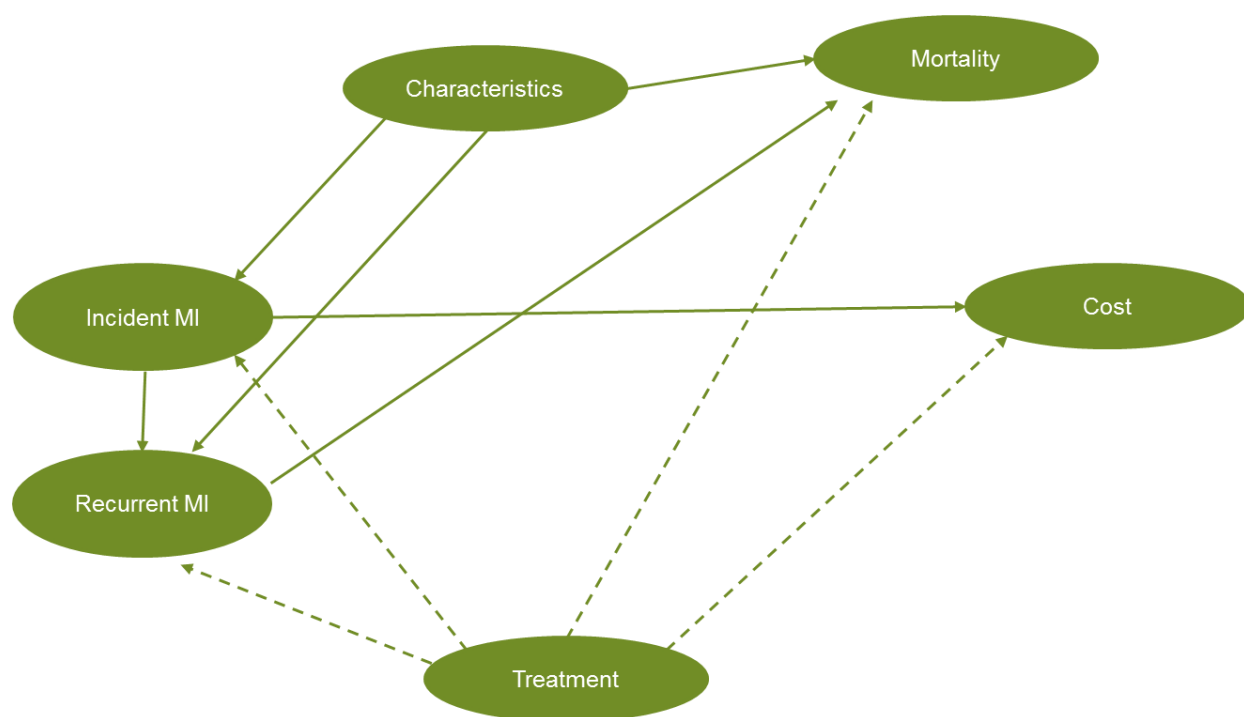 Mortality
Characteristics
Incident MI
Cost
Recurrent MI
Treatment